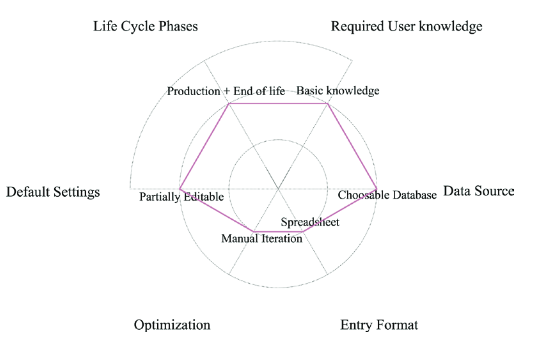 Life Cycle Phases
Required User knowledge
Production + End of life
Basic knowledge
Default Settings
Partially Editable
Choosable Database
Data Source
Spreadsheet
Manual Iteration
Optimization
Entry Format